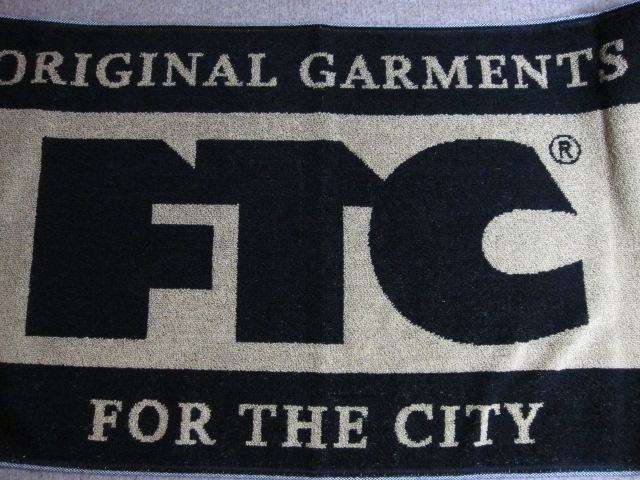 ORIGINAL GARMENTS
FTC®
FOR THE CITY